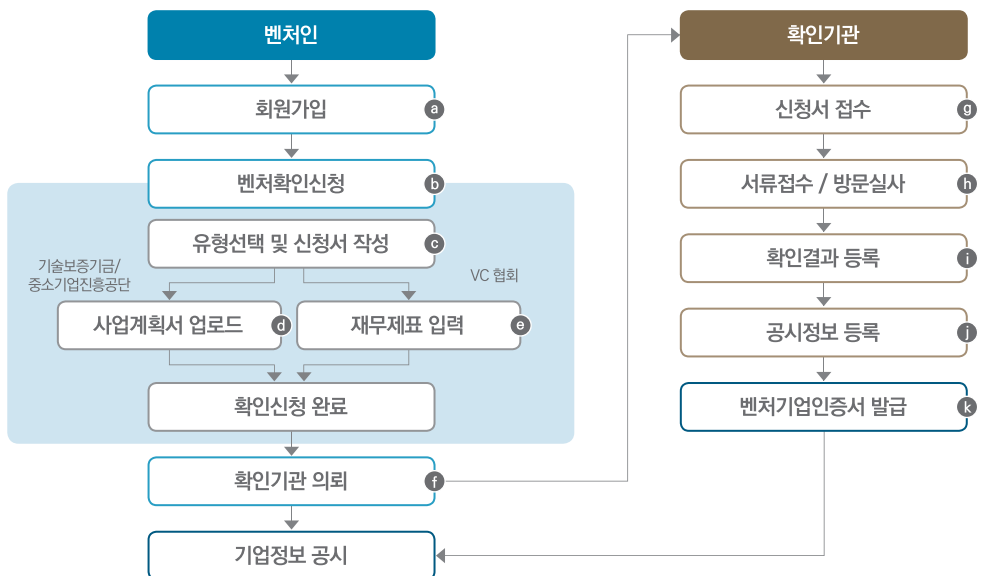 벤처인
회원가입
a
벤처확인신청
b
유형선택 및 신청서 작성
c
기술보증기금/
중소기업진흥공단
VC 협회
사업계획서 업로드
d
재무제표 입력
e
확인신청 완료
확인기관 의뢰
f
기업정보 공시
확인기관
신청서 접수
g
서류접수 / 방문실사
h
확인결과 등록
i
공시정보 등록
j
벤처기업인증서 발급
k